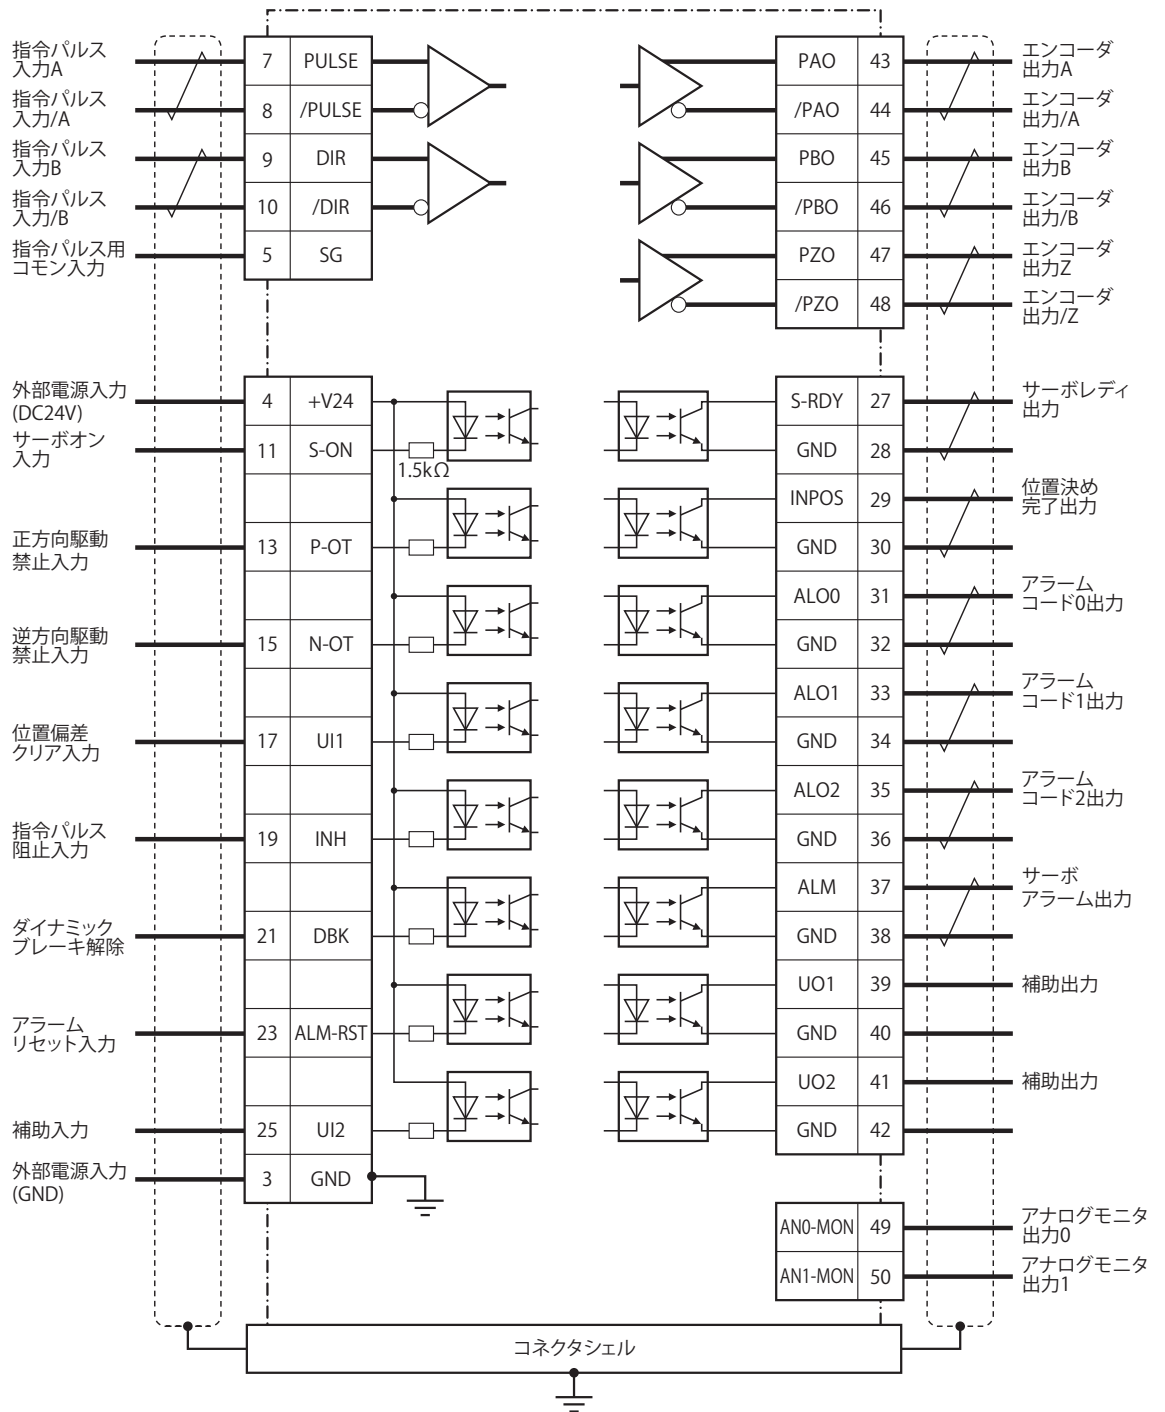 指令パルス
入力A
7 PULSE
指令パルス
入力/A
8 /PULSE
指令パルス
入力B
9 DIR
指令パルス
入力/B
10 /DIR
指令パルス用
コモン入力
5 SG
PAO 43
エンコーダ
出力A
/PAO 44
エンコーダ
出力/A
PBO 45
エンコーダ
出力B
/PBO 46
エンコーダ
出力/B
PZO 47
エンコーダ
出力Z
/PZO 48
エンコーダ
出力/Z
外部電源入力
(DC24V)
4 +V24
サーボオン
入力
11 S-ON
1.5kΩ
正方向駆動
禁止入力
13 P-OT
逆方向駆動
禁止入力
15 N-OT
位置偏差
クリア入力
17 UI1
指令パルス
阻止入力
19 INH
ダイナミック
ブレーキ解除
21 DBK
アラーム
リセット入力
23 ALM-RST
補助入力
25 UI2
外部電源入力
(GND)
3 GND
S-RDY 27
サーボレディ
出力
GND 28
INPOS 29
位置決め
完了出力
GND 30
ALO0 31
アラーム
コード0出力
GND 32
ALO1 33
アラーム
コード1出力
GND 34
ALO2 35
アラーム
コード2出力
GND 36
ALM 37
サーボ
アラーム出力
GND 38
UO1 39
補助出力
GND 40
UO2 41
補助出力
GND 42
AN0-MON 49
アナログモニタ
出力0
AN1-MON 50
アナログモニタ
出力1
コネクタシェル